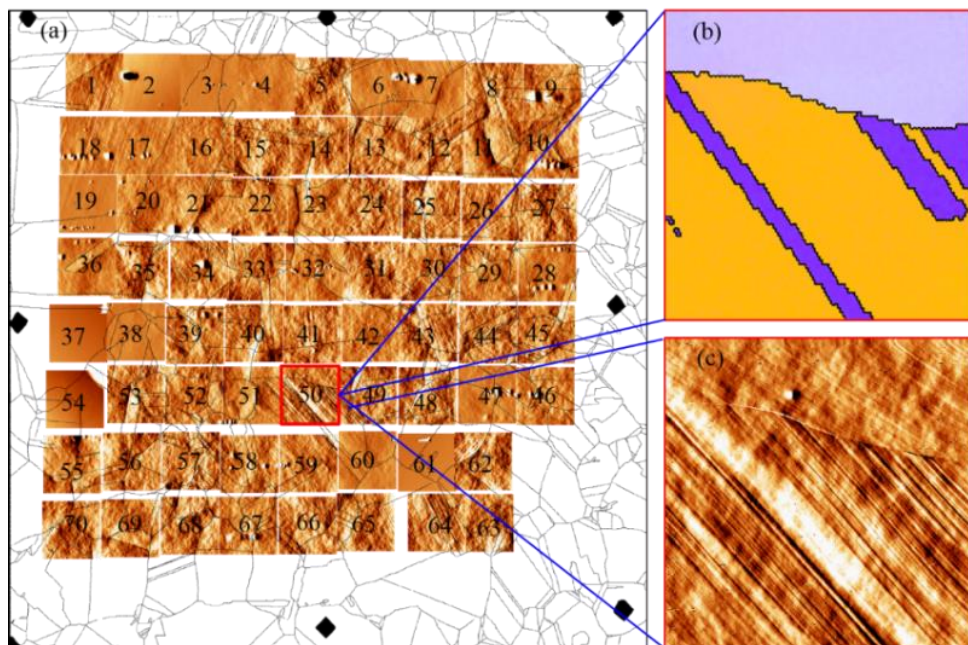 (a)
1 2 3 4 5 6 7 8 9
18 17 16 15 14 13 12 11 10
19 20 21 22 23 24 25 26 27
36 35 34 33 32 31 30 29 28
37 38 39 40 41 42 43 44 45
54 53 52 51 50 49 48 47 46
55 56 57 58 59 60 61 62
70 69 68 67 66 65 64 63
(b)
(c)